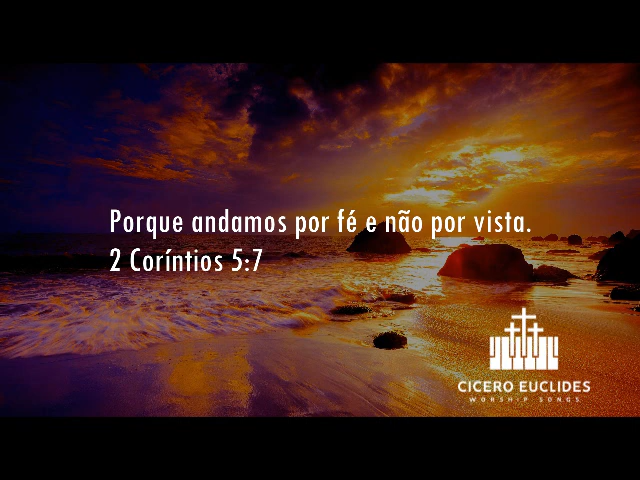 Porque andamos por fé e não por vista.
2 Coríntios 5:7
CICERO EUCLIDES
WORSHIP SONGS